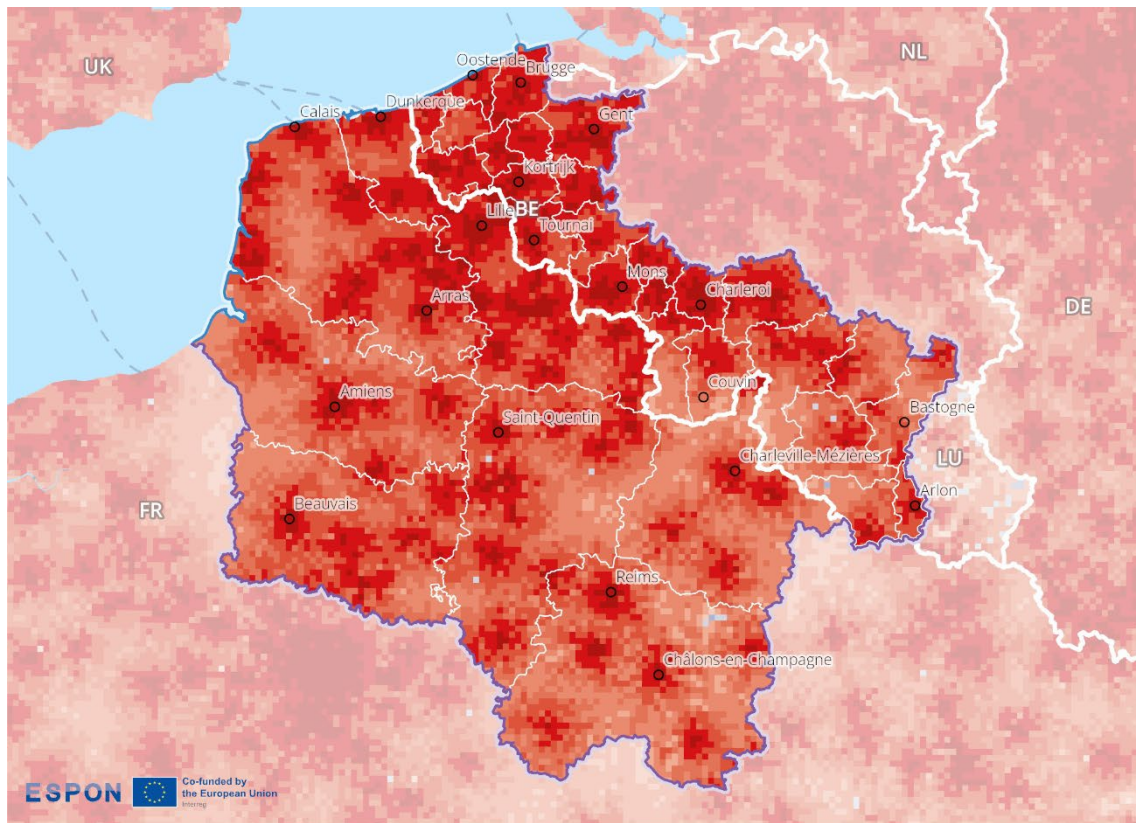 UK
NL
Oostende
Brugge
Calais
Dunkerque
Gent
Kortrijk
Lille
BE
Tournai
Mons
Charleroi
DE
Arras
Amiens
Couvin
Bastogne
Saint-Quentin
Charleville-Mézières
LU
Beauvais
Arlon
FR
Reims
Châlons-en-Champagne
ESPON
Co-funded by
the European Union
Interreg